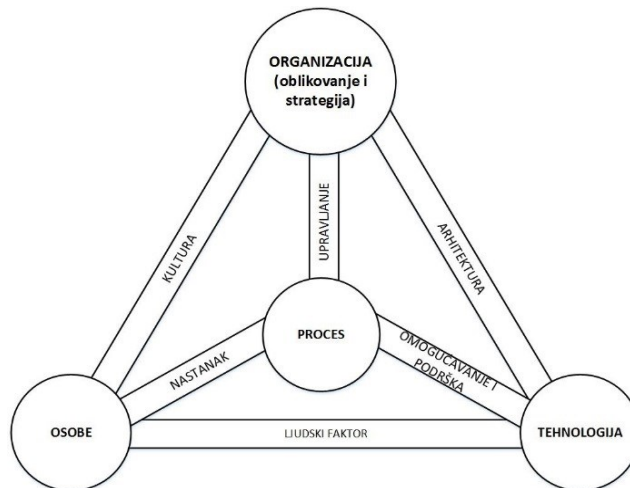 ORGANIZACIJA
(oblikovanje i
strategija)
KULTURA
UPRAVLJANJE
ARHITEKTURA
PROCES
NASTANAK
OMOGUĆAVANJE I
PODRŠKA
OSOBE
LJUDSKI FAKTOR
TEHNOLOGIJA